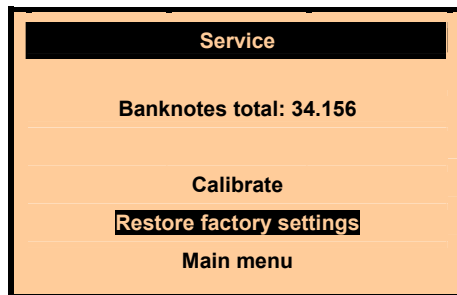 Service
Banknotes total: 34.156
Calibrate
Restore factory settings
Main menu